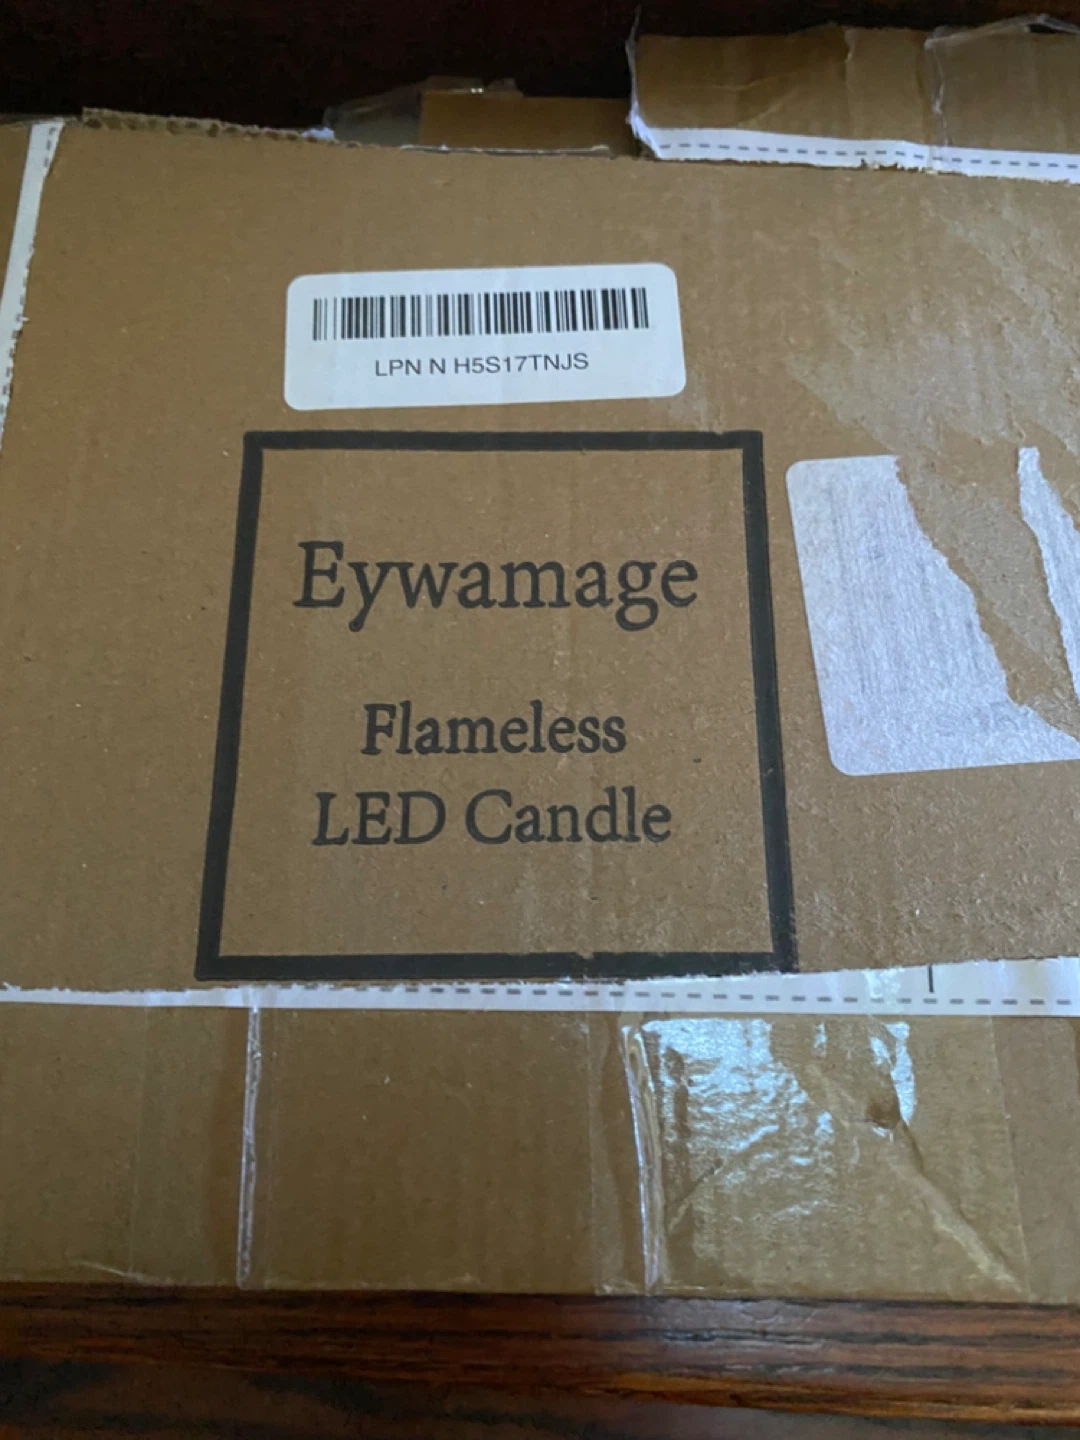 LPN N H5S17TNJS
Eywamage
Flameless
LED Candle